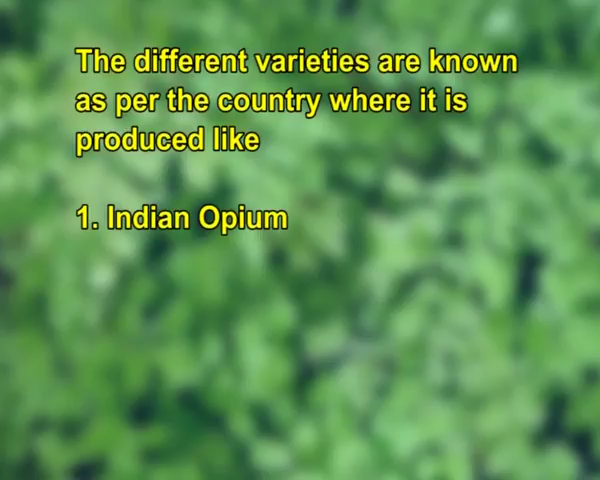 The different varieties are known
as per the country where it is
produced like
1. Indian Opium